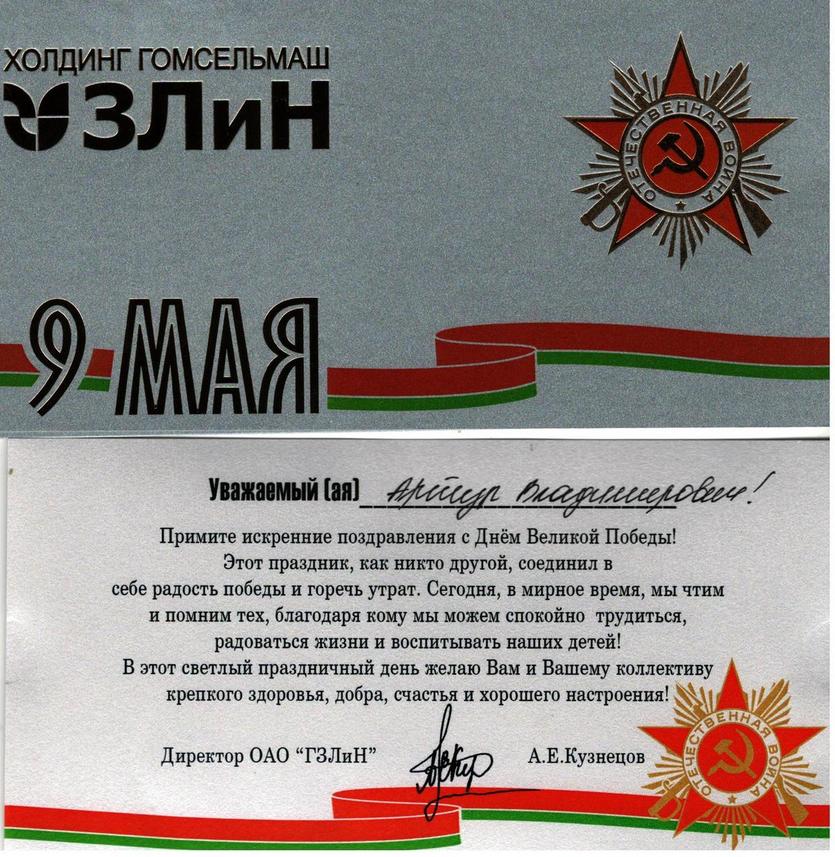 ХОЛДИНГ ГОМСЕЛЬМАШ
ЗЛиН
ОТЕЧЕСТВЕННАЯ ВОЙНА
9 МАЯ
Уважаемый (ая) Артур Владимирович!
Примите искренние поздравления с Днём Великой Победы!
Этот праздник, как никто другой, соединил в
себе радость победы и горечь утрат. Сегодня, в мирное время, мы чтим
и помним тех, благодаря кому мы можем спокойно трудиться,
радоваться жизни и воспитывать наших детей!
В этот светлый праздничный день желаю Вам и Вашему коллективу
крепкого здоровья, добра, счастья и хорошего настроения!
Директор ОАО "ГЗЛиН" А.Е.Кузнецов
ОТЕЧЕСТВЕННАЯ ВОЙНА